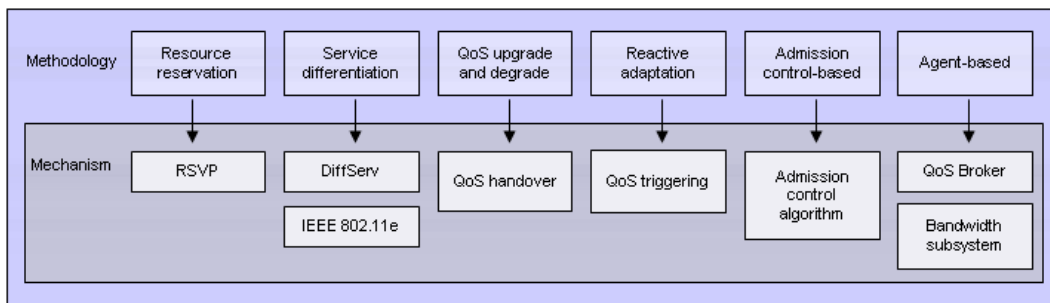 Methodology
Resource
reservation
Service
differentiation
QoS upgrade
and degrade
Reactive
adaptation
Admission
control-based
Agent-based
Mechanism
RSVP
DiffServ
IEEE 802.11e
QoS handover
QoS triggering
Admission
control
algorithm
QoS Broker
Bandwidth
subsystem